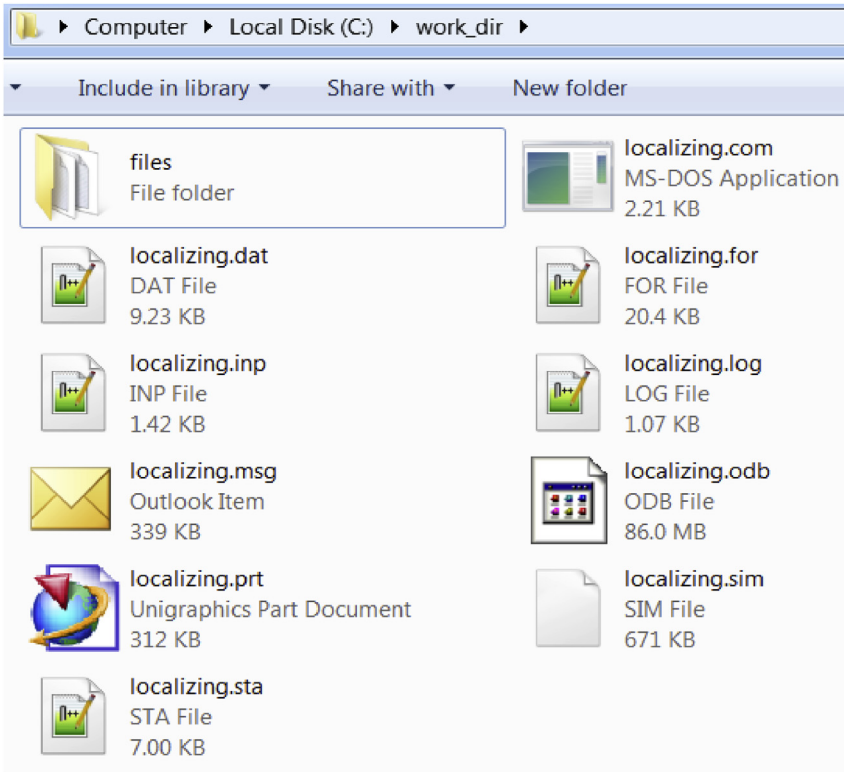 Computer Local Disk (C:) work_dir
Include in library Share with New folder
files
File folder
localizing.com
MS-DOS Application
2.21 KB
localizing.dat
DAT File
9.23 KB
localizing.for
FOR File
20.4 KB
localizing.inp
INP File
1.42 KB
localizing.log
LOG File
1.07 KB
localizing.msg
Outlook Item
339 KB
localizing.odb
ODB File
86.0 MB
localizing.prt
Unigraphics Part Document
312 KB
localizing.sim
SIM File
671 KB
localizing.sta
STA File
7.00 KB